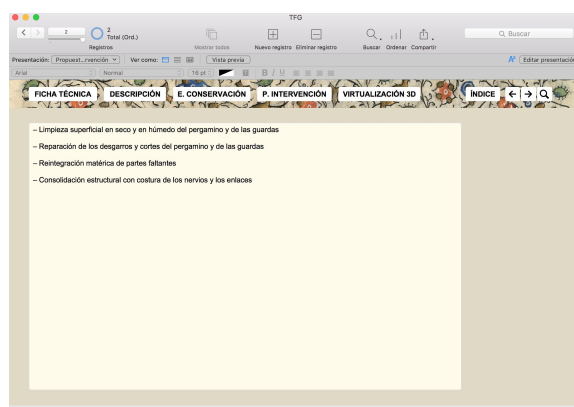 TFG
2
2
Total (Ord.)
Registros
Mostrar todos
Nuevo registro
Eliminar registro
Buscar
Ordenar
Compartir
Buscar
Presentación:
Propuest...rvención
Ver como:
Vista previa
Editar presentación
Arial
Normal
16 pt
B I U
FICHA TÉCNICA
DESCRIPCIÓN
E. CONSERVACIÓN
P. INTERVENCIÓN
VIRTUALIZACIÓN 3D
ÍNDICE
– Limpieza superficial en seco y en húmedo del pergamino y de las guardas
– Reparación de los desgarros y cortes del pergamino y de las guardas
– Reintegración matérica de partes faltantes
– Consolidación estructural con costura de los nervios y los enlaces